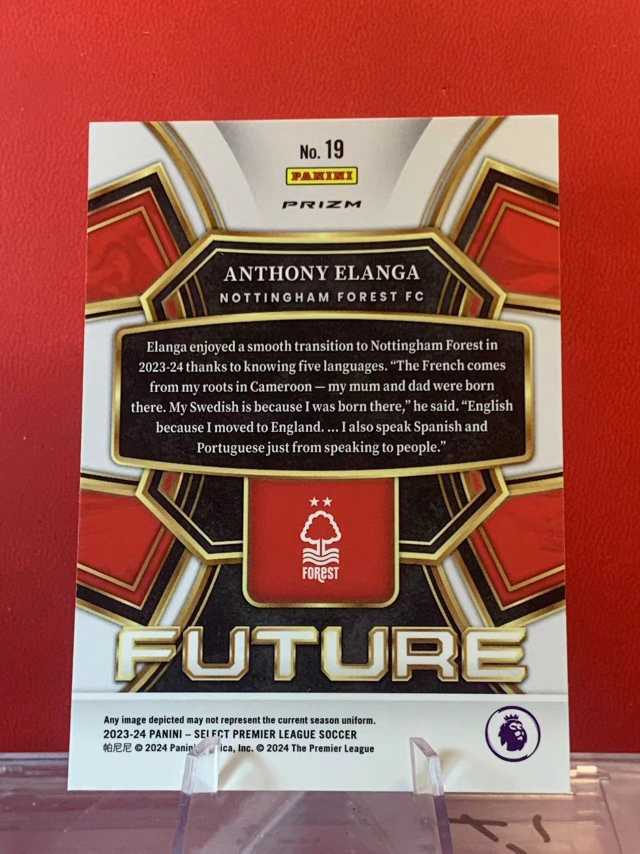 No. 19
PANINI
PRIZM
ANTHONY ELANGA
NOTTINGHAM FOREST FC
Elanga enjoyed a smooth transition to Nottingham Forest in
2023-24 thanks to knowing five languages. “The French comes
from my roots in Cameroon — my mum and dad were born
there. My Swedish is because I was born there,” he said. “English
because I moved to England. ... I also speak Spanish and
Portuguese just from speaking to people.”
FOREST
FUTURE
Any image depicted may not represent the current season uniform.
2023-24 PANINI – SELECT PREMIER LEAGUE SOCCER
帕尼尼 © 2024 Panini Inc. © 2024 The Premier League